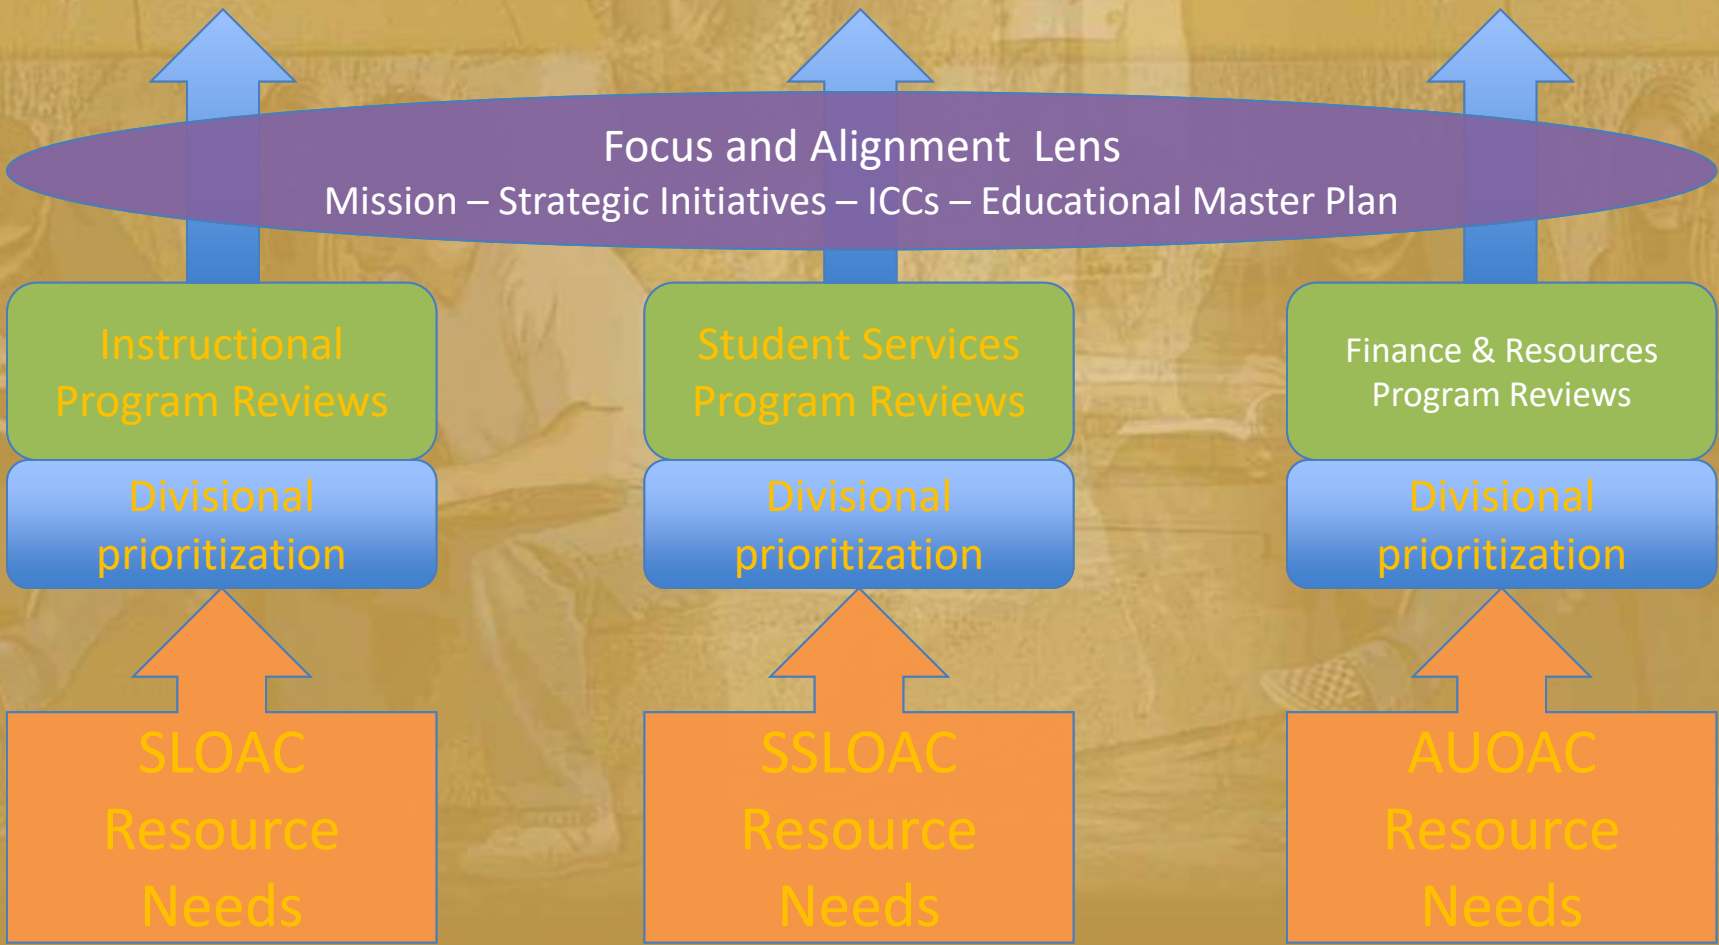 Focus and Alignment Lens
Mission – Strategic Initiatives – ICCs – Educational Master Plan
Instructional
Program Reviews
Student Services
Program Reviews
Finance & Resources
Program Reviews
Divisional
prioritization
Divisional
prioritization
Divisional
prioritization
SLOAC
Resource
Needs
SSLOAC
Resource
Needs
AUOAC
Resource
Needs